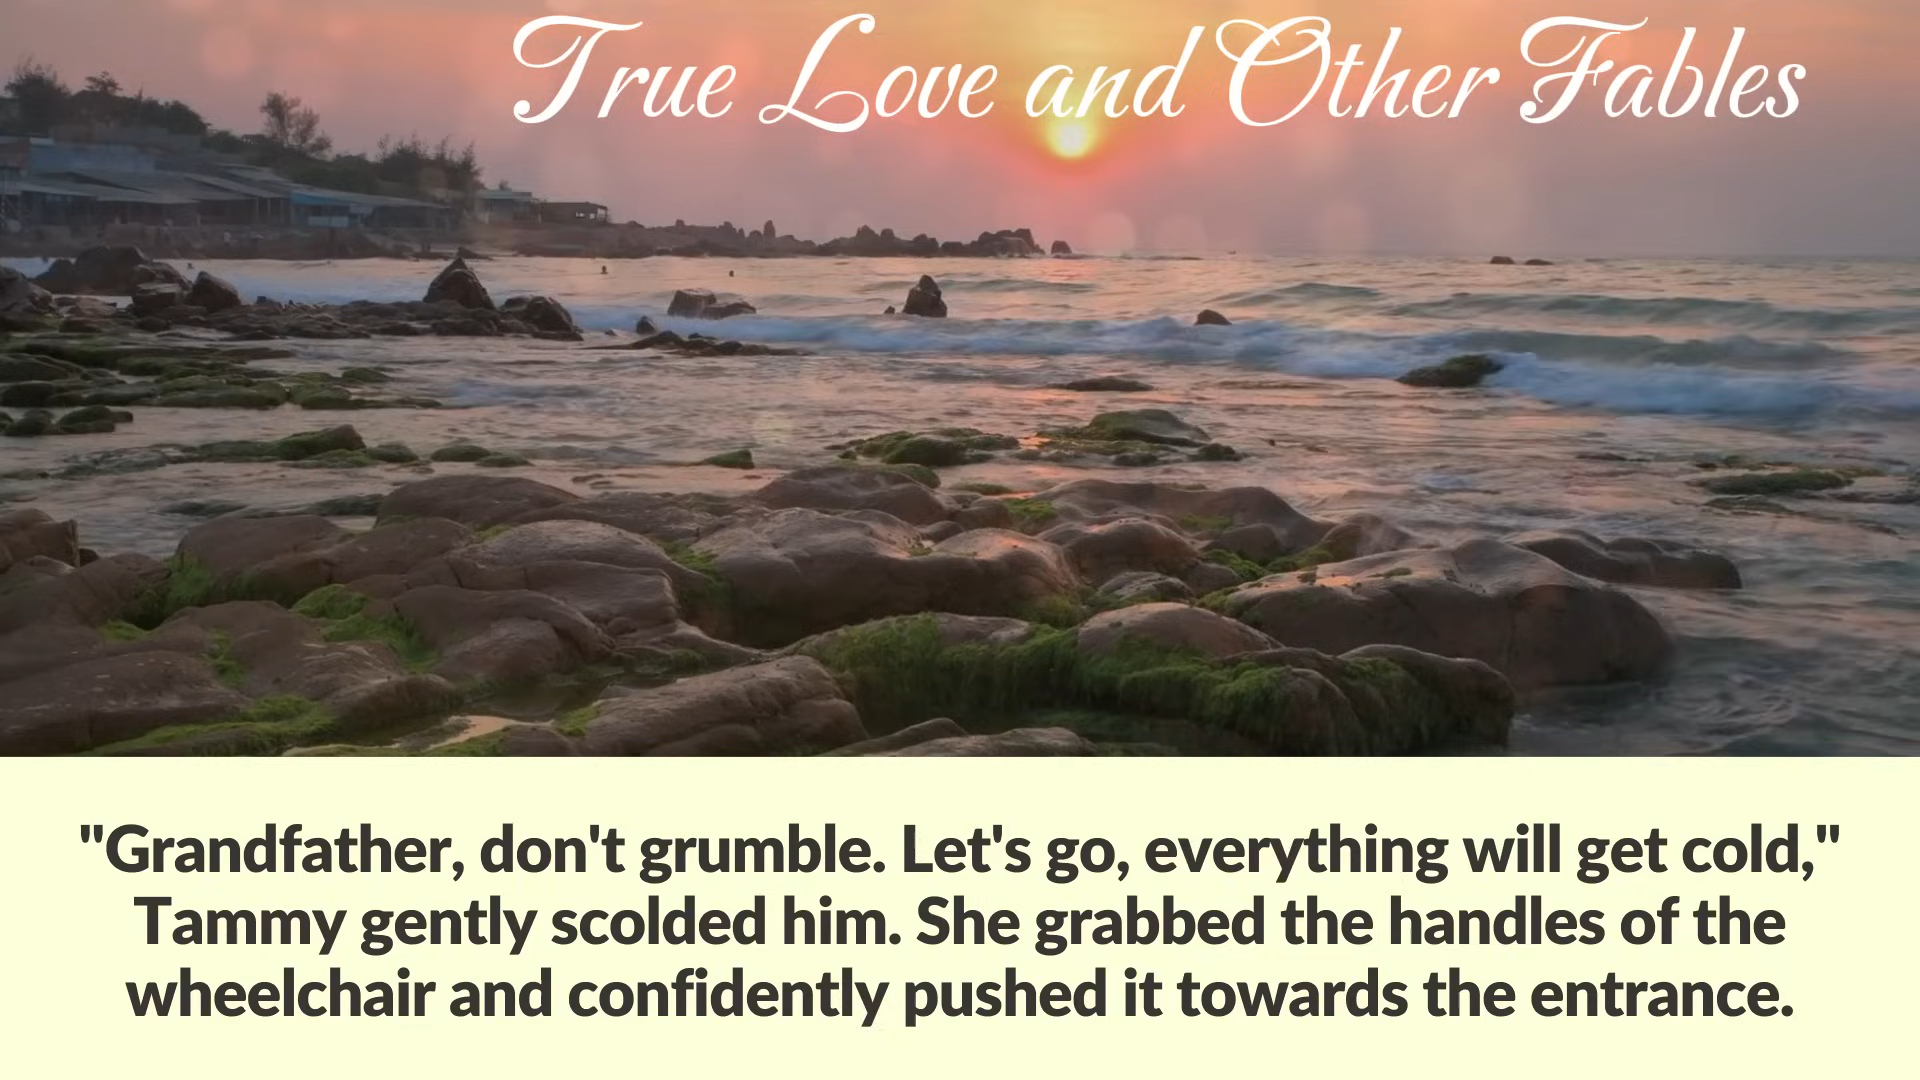 True Love and Other Fables
"Grandfather, don't grumble. Let's go, everything will get cold,"
Tammy gently scolded him. She grabbed the handles of the
wheelchair and confidently pushed it towards the entrance.